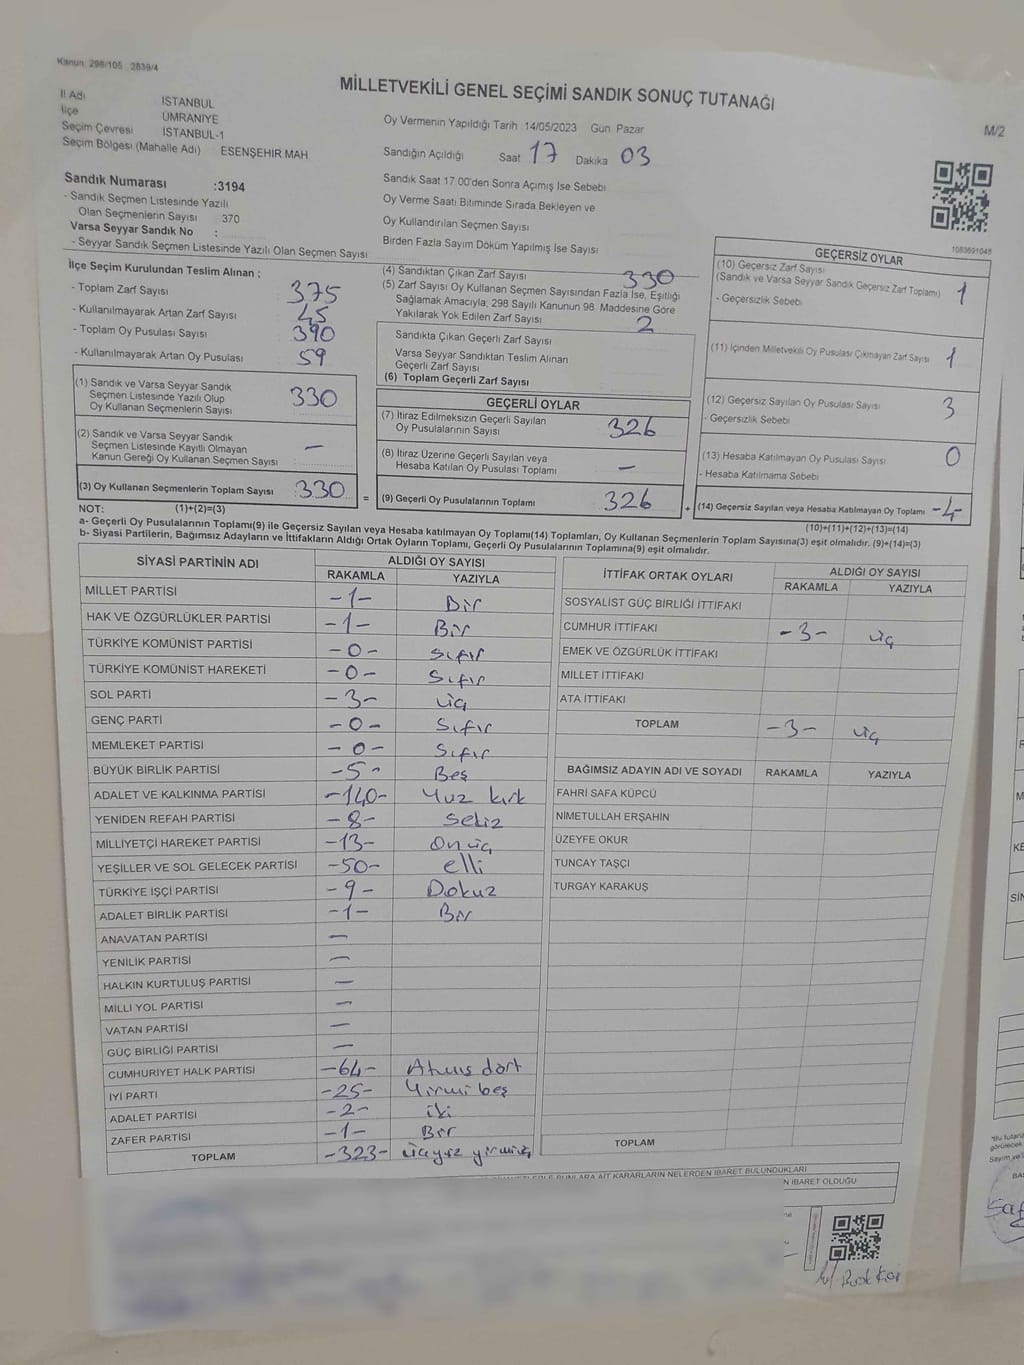 Kanun: 298/105 : 2839/4
MİLLETVEKİLİ GENEL SEÇİMİ SANDIK SONUÇ TUTANAĞI
M/2
İl Adı İSTANBUL
İlçe ÜMRANİYE
Seçim Çevresi İSTANBUL-1
Seçim Bölgesi (Mahalle Adı) ESENŞEHİR MAH
Oy Vermenin Yapıldığı Tarih :14/05/2023 Gün: Pazar
Sandığın Açıldığı Saat 17 Dakika 03
Sandık Saat 17.00'den Sonra Açımış İse Sebebi
Oy Verme Saati Bitiminde Sırada Bekleyen ve
Oy Kullandırılan Seçmen Sayısı
Birden Fazla Sayım Döküm Yapılmış İse Sayısı
Sandık Numarası :3194
- Sandık Seçmen Listesinde Yazılı
Olan Seçmenlerin Sayısı 370
Varsa Seyyar Sandık No :
- Seyyar Sandık Seçmen Listesinde Yazılı Olan Seçmen Sayısı
İlçe Seçim Kurulundan Teslim Alınan ;
- Toplam Zarf Sayısı 375
- Kullanılmayarak Artan Zarf Sayısı 45
- Toplam Oy Pusulası Sayısı 390
- Kullanılmayarak Artan Oy Pusulası 59
(1) Sandık ve Varsa Seyyar Sandık
Seçmen Listesinde Yazılı Olup
Oy Kullanan Seçmenlerin Sayısı 330
(2) Sandık ve Varsa Seyyar Sandık
Seçmen Listesinde Kayıtlı Olmayan
Kanun Gereği Oy Kullanan Seçmen Sayısı —
(3) Oy Kullanan Seçmenlerin Toplam Sayısı 330 =
(4) Sandıktan Çıkan Zarf Sayısı 330
(5) Zarf Sayısı Oy Kullanan Seçmen Sayısından Fazla İse, Eşitliği
Sağlamak Amacıyla, 298 Sayılı Kanunun 98. Maddesine Göre
Yakılarak Yok Edilen Zarf Sayısı 2
Sandıkta Çıkan Geçerli Zarf Sayısı
Varsa Seyyar Sandıktan Teslim Alınan
Geçerli Zarf Sayısı
(6) Toplam Geçerli Zarf Sayısı
GEÇERLİ OYLAR
(7) İtiraz Edilmeksizin Geçerli Sayılan
Oy Pusulalarının Sayısı 326
(8) İtiraz Üzerine Geçerli Sayılan veya
Hesaba Katılan Oy Pusulası Toplamı —
(9) Geçerli Oy Pusulalarının Toplamı 326 +
1083691045
GEÇERSİZ OYLAR
(10) Geçersiz Zarf Sayısı
(Sandık ve Varsa Seyyar Sandık Geçersiz Zarf Toplamı) 1
- Geçersizlik Sebebi
(11) İçinden Milletvekili Oy Pusulası Çıkmayan Zarf Sayısı 1
(12) Geçersiz Sayılan Oy Pusulası Sayısı 3
- Geçersizlik Sebebi
(13) Hesaba Katılmayan Oy Pusulası Sayısı 0
- Hesaba Katılmama Sebebi
(14) Geçersiz Sayılan veya Hesaba Katılmayan Oy Toplamı -4-
NOT: (1)+(2)=(3)
(10)+(11)+(12)+(13)=(14)
a- Geçerli Oy Pusulalarının Toplamı(9) ile Geçersiz Sayılan veya Hesaba katılmayan Oy Toplamı(14) Toplamları, Oy Kullanan Seçmenlerin Toplam Sayısına(3) eşit olmalıdır. (9)+(14)=(3)
b- Siyasi Partilerin, Bağımsız Adayların ve İttifakların Aldığı Ortak Oyların Toplamı, Geçerli Oy Pusulalarının Toplamına(9) eşit olmalıdır.
SİYASİ PARTİNİN ADI ALDIĞI OY SAYISI
RAKAMLA YAZIYLA
MİLLET PARTİSİ -1- Bir
HAK VE ÖZGÜRLÜKLER PARTİSİ -1- Bir
TÜRKİYE KOMÜNİST PARTİSİ -0- Sıfır
TÜRKİYE KOMÜNİST HAREKETİ -0- Sıfır
SOL PARTİ -3- üç
GENÇ PARTİ -0- Sıfır
MEMLEKET PARTİSİ -0- Sıfır
BÜYÜK BİRLİK PARTİSİ -5- Beş
ADALET VE KALKINMA PARTİSİ -140- Yuz kırk
YENİDEN REFAH PARTİSİ -8- Sekiz
MİLLİYETÇİ HAREKET PARTİSİ -13- Onüç
YEŞİLLER VE SOL GELECEK PARTİSİ -50- elli
TÜRKİYE İŞÇİ PARTİSİ -9- Dokuz
ADALET BİRLİK PARTİSİ -1- Bir
ANAVATAN PARTİSİ —
YENİLİK PARTİSİ —
HALKIN KURTULUŞ PARTİSİ —
MİLLİ YOL PARTİSİ —
VATAN PARTİSİ —
GÜÇ BİRLİĞİ PARTİSİ —
CUMHURİYET HALK PARTİSİ -64- Atmış dört
İYİ PARTİ -25- Yirmi beş
ADALET PARTİSİ -2- iki
ZAFER PARTİSİ -1- Bir
TOPLAM -323- üçyüz yirmiüç
İTTİFAK ORTAK OYLARI ALDIĞI OY SAYISI
RAKAMLA YAZIYLA
SOSYALİST GÜÇ BİRLİĞİ İTTİFAKI
CUMHUR İTTİFAKI -3- üç
EMEK VE ÖZGÜRLÜK İTTİFAKI
MİLLET İTTİFAKI
ATA İTTİFAKI
TOPLAM -3- üç
BAĞIMSIZ ADAYIN ADI VE SOYADI RAKAMLA YAZIYLA
FAHRİ SAFA KÜPCÜ
NİMETULLAH ERŞAHİN
ÜZEYFE OKUR
TUNCAY TAŞÇI
TURGAY KARAKUŞ
TOPLAM
BUNLARA AİT KARARLARIN NELERDEN İBARET BULUNDUKLARI
N İBARET OLDUĞU